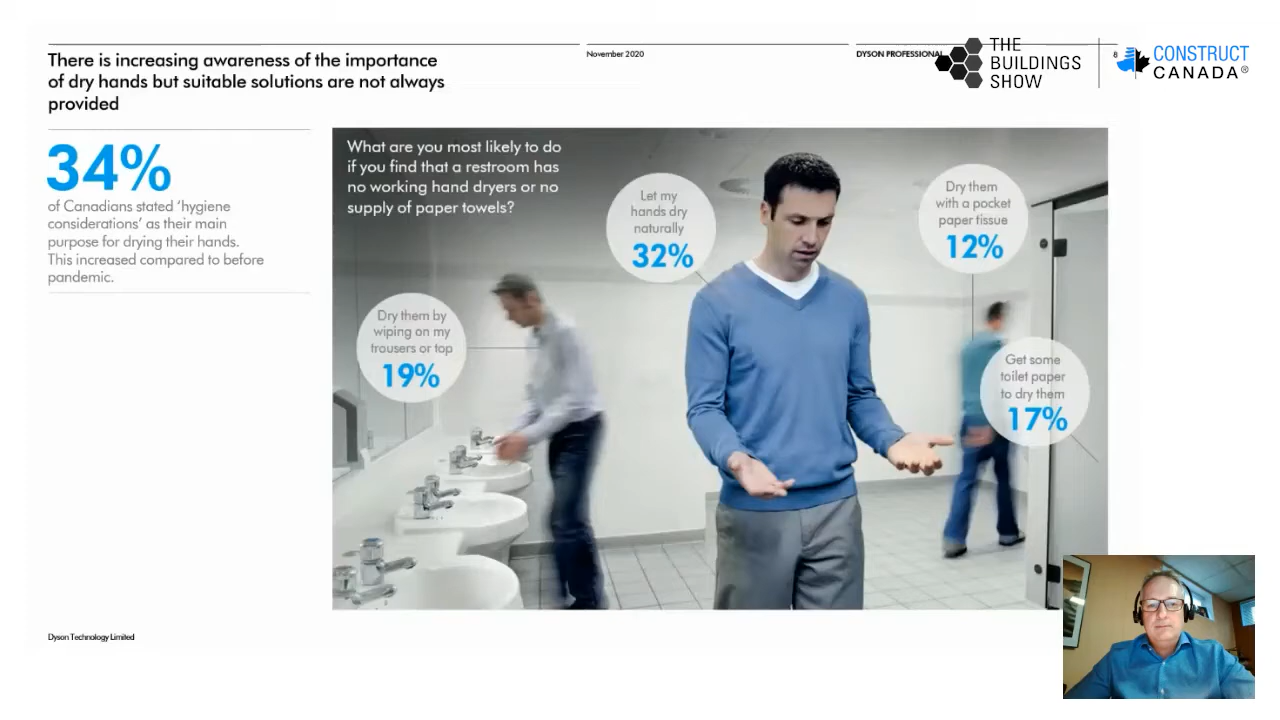 There is increasing awareness of the importance
of dry hands but suitable solutions are not always
provided
November 2020
DYSON PROFESSIONAL
8
THE
BUILDINGS
SHOW
CONSTRUCT
CANADA®
34%
of Canadians stated ‘hygiene
considerations’ as their main
purpose for drying their hands.
This increased compared to before
pandemic.
What are you most likely to do
if you find that a restroom has
no working hand dryers or no
supply of paper towels?
Let my
hands dry
naturally
32%
Dry them
with a pocket
paper tissue
12%
Dry them by
wiping on my
trousers or top
19%
Get some
toilet paper
to dry them
17%
Dyson Technology Limited